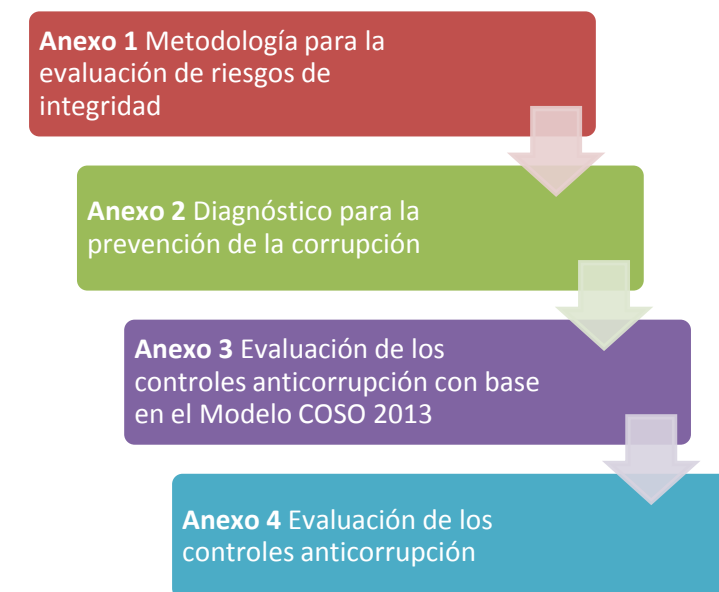 Anexo 1 Metodología para la
evaluación de riesgos de
integridad
Anexo 2 Diagnóstico para la
prevención de la corrupción
Anexo 3 Evaluación de los
controles anticorrupción con base
en el Modelo COSO 2013
Anexo 4 Evaluación de los
controles anticorrupción